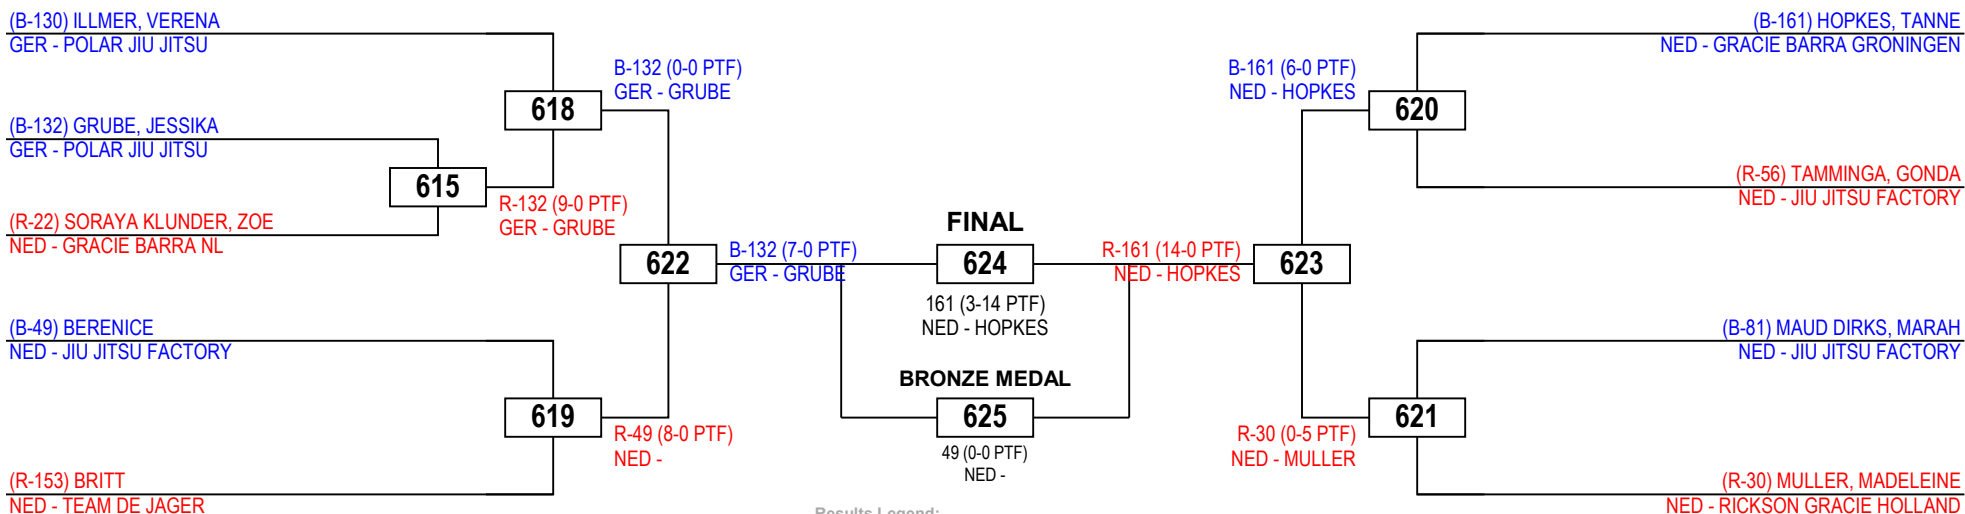 (B-130) ILLMER, VERENA
GER - POLAR JIU JITSU
(B-132) GRUBE, JESSIKA
GER - POLAR JIU JITSU
(R-22) SORAYA KLUNDER, ZOE
NED - GRACIE BARRA NL
(B-49) BERENICE
NED - JIU JITSU FACTORY
(R-153) BRITT
NED - TEAM DE JAGER
615
R-132 (9-0 PTF)
GER - GRUBE
618
B-132 (0-0 PTF)
GER - GRUBE
619
R-49 (8-0 PTF)
NED -
622
B-132 (7-0 PTF)
GER - GRUBE
FINAL
624
161 (3-14 PTF)
NED - HOPKES
BRONZE MEDAL
625
49 (0-0 PTF)
NED -
Results Legend:
R-161 (14-0 PTF)
NED - HOPKES
623
B-161 (6-0 PTF)
NED - HOPKES
620
R-30 (0-5 PTF)
NED - MULLER
621
(B-161) HOPKES, TANNE
NED - GRACIE BARRA GRONINGEN
(R-56) TAMMINGA, GONDA
NED - JIU JITSU FACTORY
(B-81) MAUD DIRKS, MARAH
NED - JIU JITSU FACTORY
(R-30) MULLER, MADELEINE
NED - RICKSON GRACIE HOLLAND